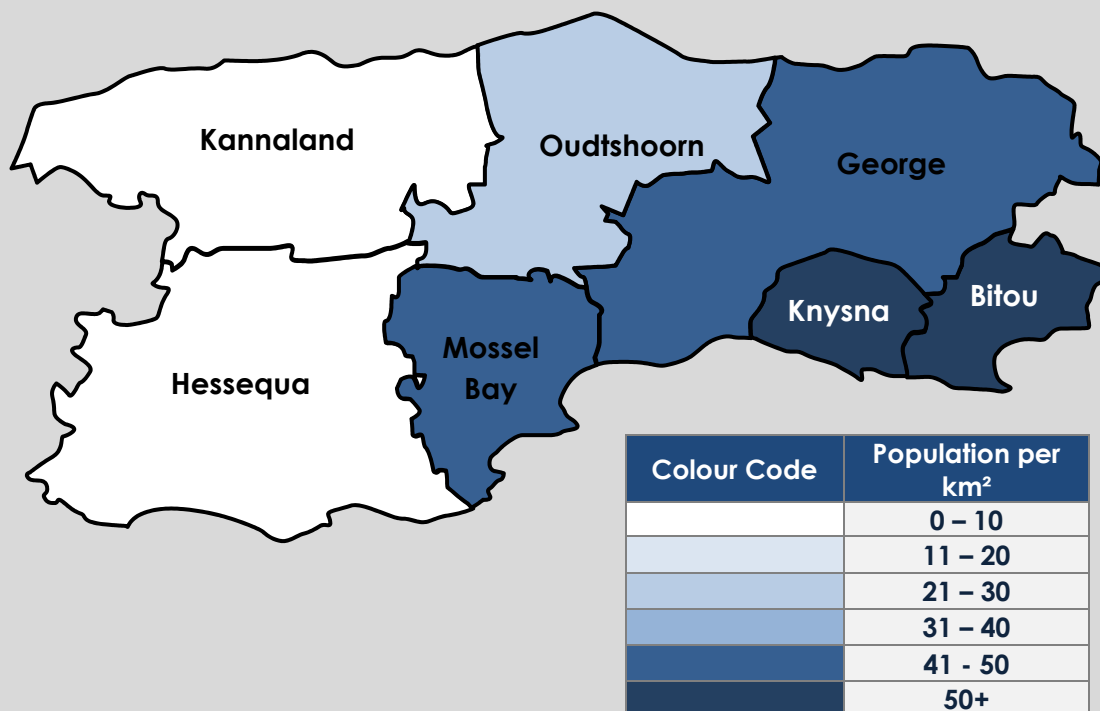 Kannaland
Oudtshoorn
George
Knysna
Bitou
Mossel
Bay
Hessequa
Colour Code
Population per
km²
0 – 10
11 – 20
21 – 30
31 – 40
41 - 50
50+